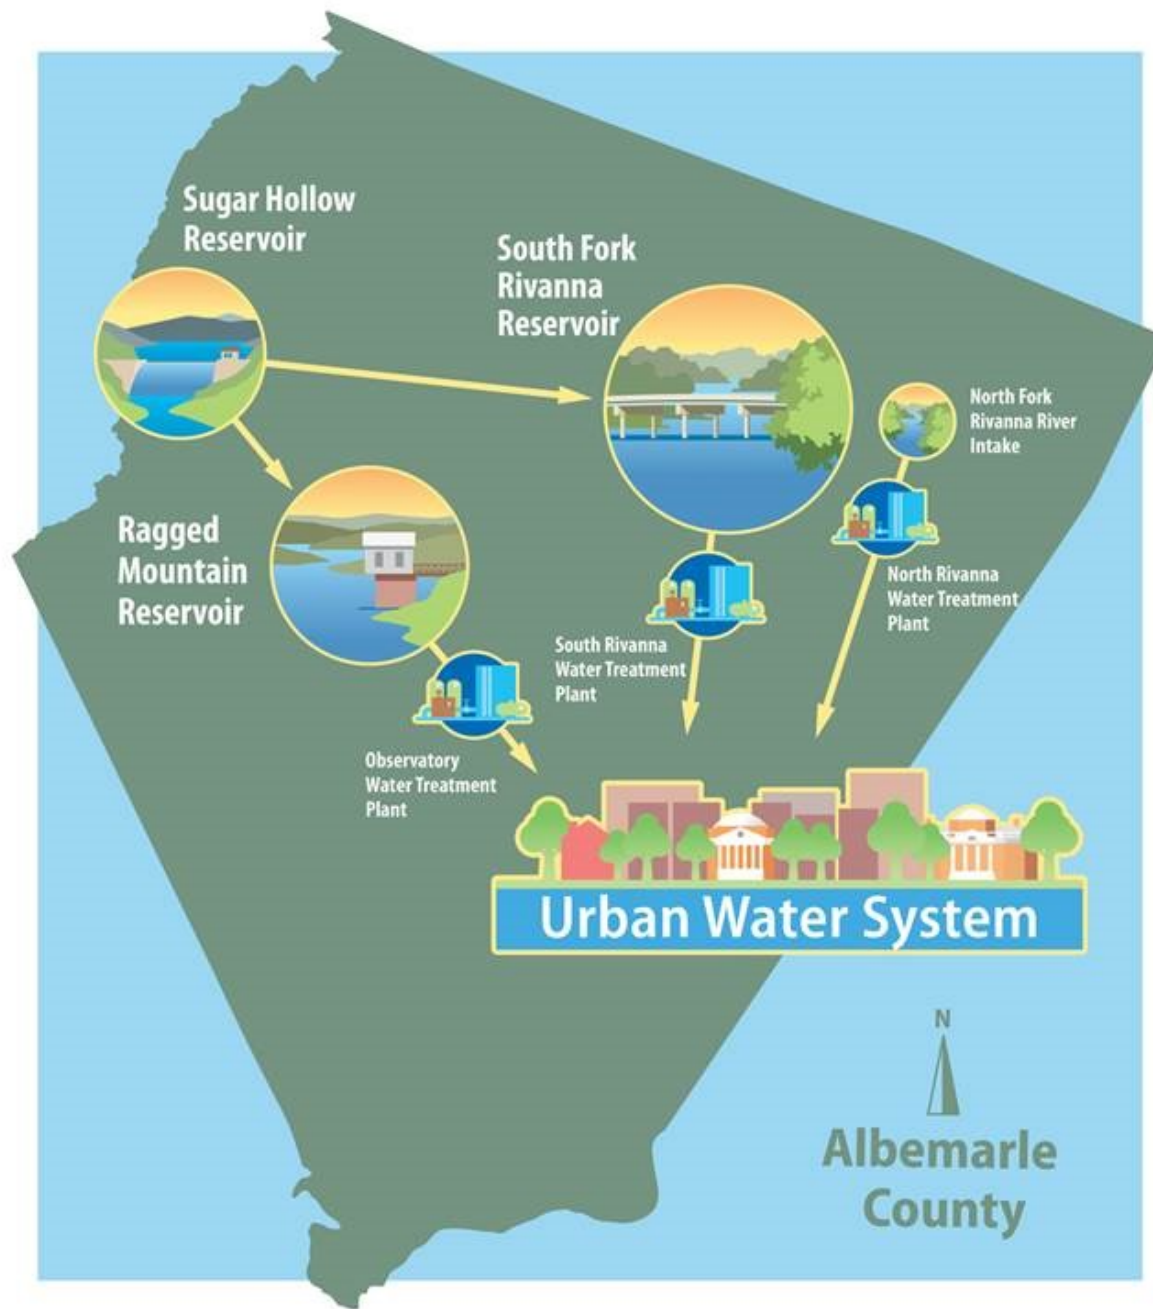 Sugar Hollow
Reservoir
South Fork
Rivanna
Reservoir
North Fork
Rivanna River
Intake
Ragged
Mountain
Reservoir
North Rivanna
Water Treatment
Plant
South Rivanna
Water Treatment
Plant
Observatory
Water Treatment
Plant
Urban Water System
N
Albemarle
County